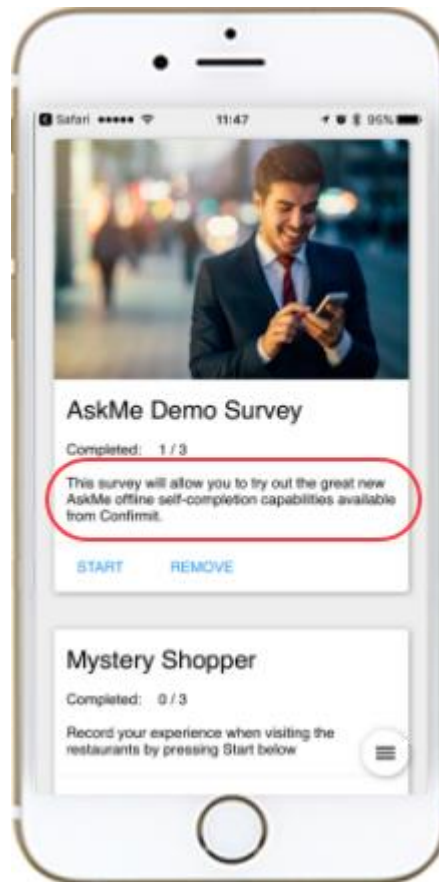 Safari 11:47 95%
AskMe Demo Survey
Completed: 1 / 3
This survey will allow you to try out the great new
AskMe offline self-completion capabilities available
from Confirmit.
START REMOVE
Mystery Shopper
Completed: 0 / 3
Record your experience when visiting the
restaurants by pressing Start below